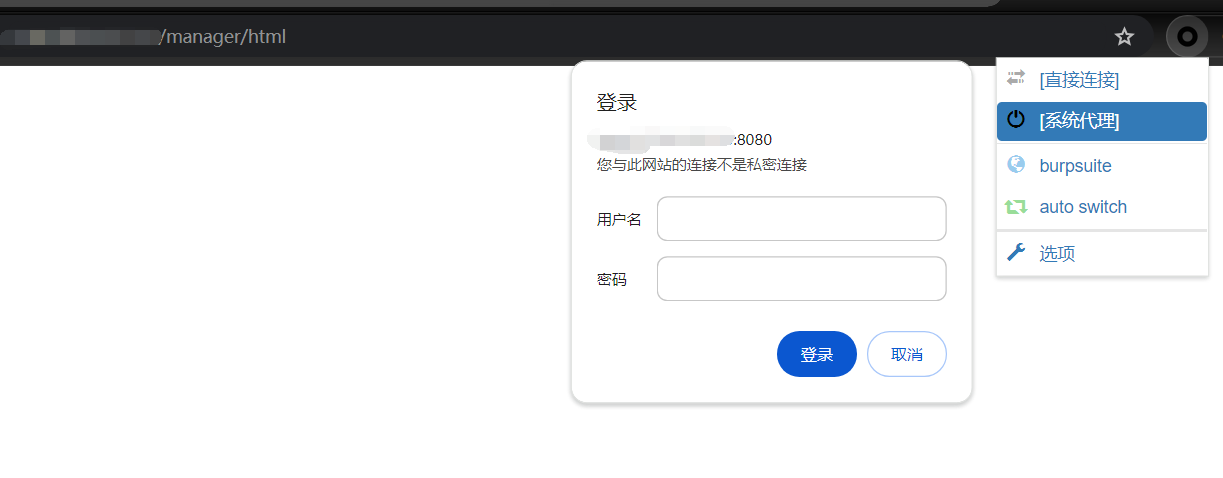 /manager/html
登录
:8080
您与此网站的连接不是私密连接
用户名
密码
登录
取消
[直接连接]
[系统代理]
burpsuite
auto switch
选项